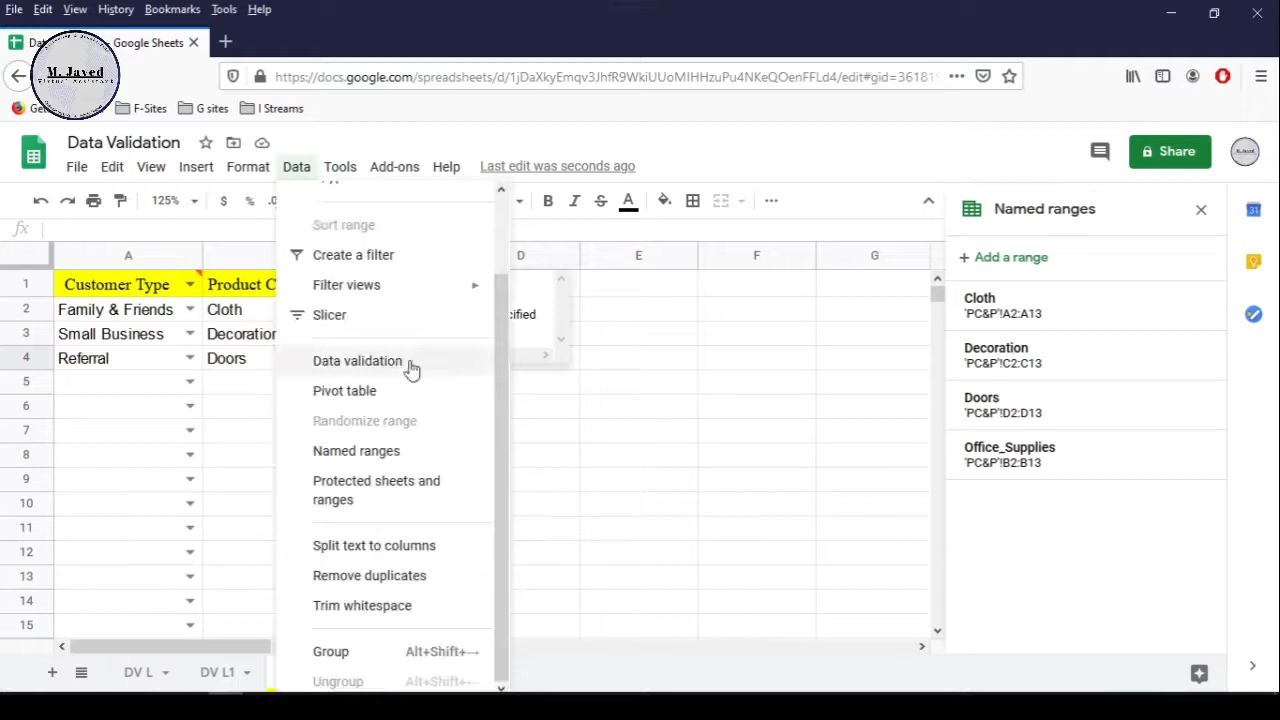 File Edit View History Bookmarks Tools Help
Google Sheets
M. Javed
Virtual Assistant
https://docs.google.com/spreadsheets/d/1jDaXkyEmqv3JhfR9WkiUUoMIHHzuPu4NKeQOenFFLd4/edit#gid=36181
F-Sites G sites I Streams
Data Validation
File Edit View Insert Format Data Tools Add-ons Help Last edit was seconds ago
Share
125% $ % .0 B I S A
fx
Sort range
Create a filter
Filter views
Slicer
Data validation
Pivot table
Randomize range
Named ranges
Protected sheets and
ranges
Split text to columns
Remove duplicates
Trim whitespace
Group Alt+Shift+→
Ungroup Alt+Shift+←
A D E F G
1 Customer Type Product C
2 Family & Friends Cloth
3 Small Business Decoration
4 Referral Doors
5
6
7
8
9
10
11
12
13
14
15
Named ranges
+ Add a range
Cloth
'PC&P'!A2:A13
Decoration
'PC&P'!C2:C13
Doors
'PC&P'!D2:D13
Office_Supplies
'PC&P'!B2:B13
31
+ DV L DV L1